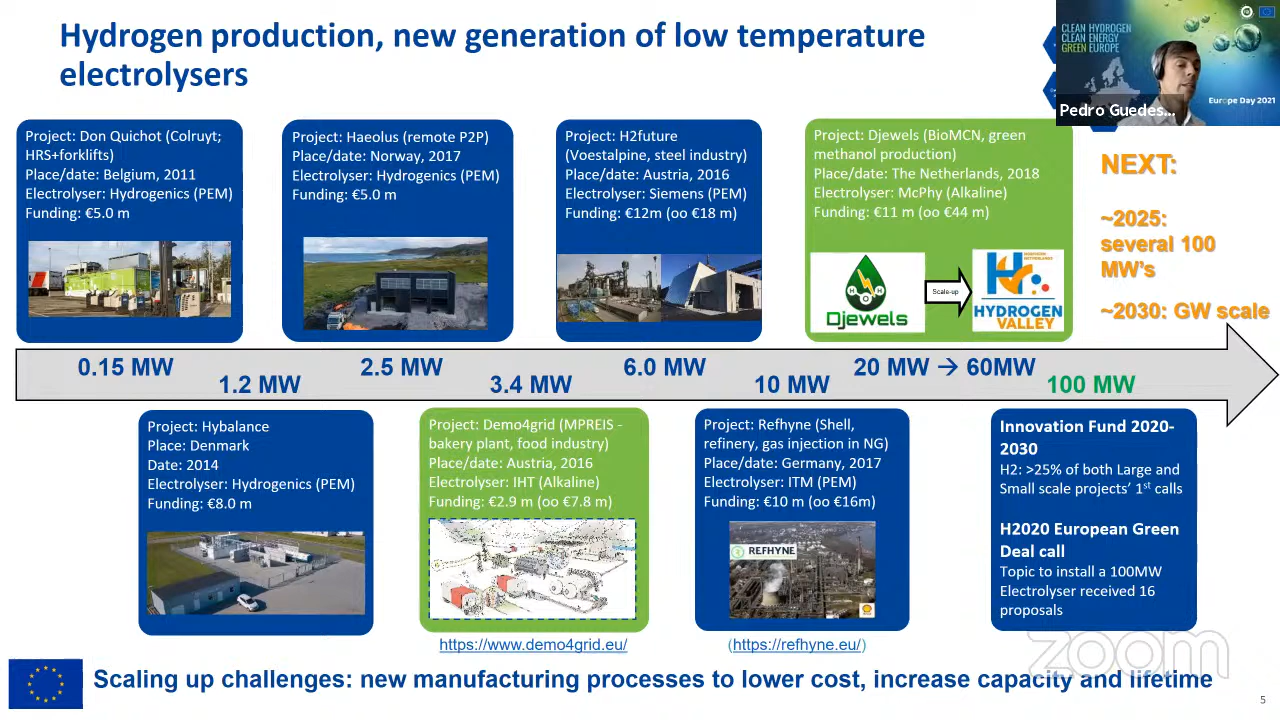 Hydrogen production, new generation of low temperature
electrolysers
CLEAN HYDROGEN
CLEAN ENERGY
GREEN EUROPE
Europe Day 2021
Pedro Guedes...
Project: Don Quichot (Colruyt;
HRS+forklifts)
Place/date: Belgium, 2011
Electrolyser: Hydrogenics (PEM)
Funding: €5.0 m
Project: Haeolus (remote P2P)
Place/date: Norway, 2017
Electrolyser: Hydrogenics (PEM)
Funding: €5.0 m
Project: H2future
(Voestalpine, steel industry)
Place/date: Austria, 2016
Electrolyser: Siemens (PEM)
Funding: €12m (oo €18 m)
Project: Djewels (BioMCN, green
methanol production)
Place/date: The Netherlands, 2018
Electrolyser: McPhy (Alkaline)
Funding: €11 m (oo €44 m)
H O H
Djewels
Scale-up
NORTHERN NETHERLANDS
HYDROGEN
VALLEY
NEXT:
~2025:
several 100
MW's
~2030: GW scale
0.15 MW
1.2 MW
2.5 MW
3.4 MW
6.0 MW
10 MW
20 MW → 60MW
100 MW
Project: Hybalance
Place: Denmark
Date: 2014
Electrolyser: Hydrogenics (PEM)
Funding: €8.0 m
Project: Demo4grid (MPREIS -
bakery plant, food industry)
Place/date: Austria, 2016
Electrolyser: IHT (Alkaline)
Funding: €2.9 m (oo €7.8 m)
https://www.demo4grid.eu/
Project: Refhyne (Shell,
refinery, gas injection in NG)
Place/date: Germany, 2017
Electrolyser: ITM (PEM)
Funding: €10 m (oo €16m)
REFHYNE
(https://refhyne.eu/)
Innovation Fund 2020-
2030
H2: >25% of both Large and
Small scale projects' 1st calls
H2020 European Green
Deal call
Topic to install a 100MW
Electrolyser received 16
proposals
zoom
Scaling up challenges: new manufacturing processes to lower cost, increase capacity and lifetime
5